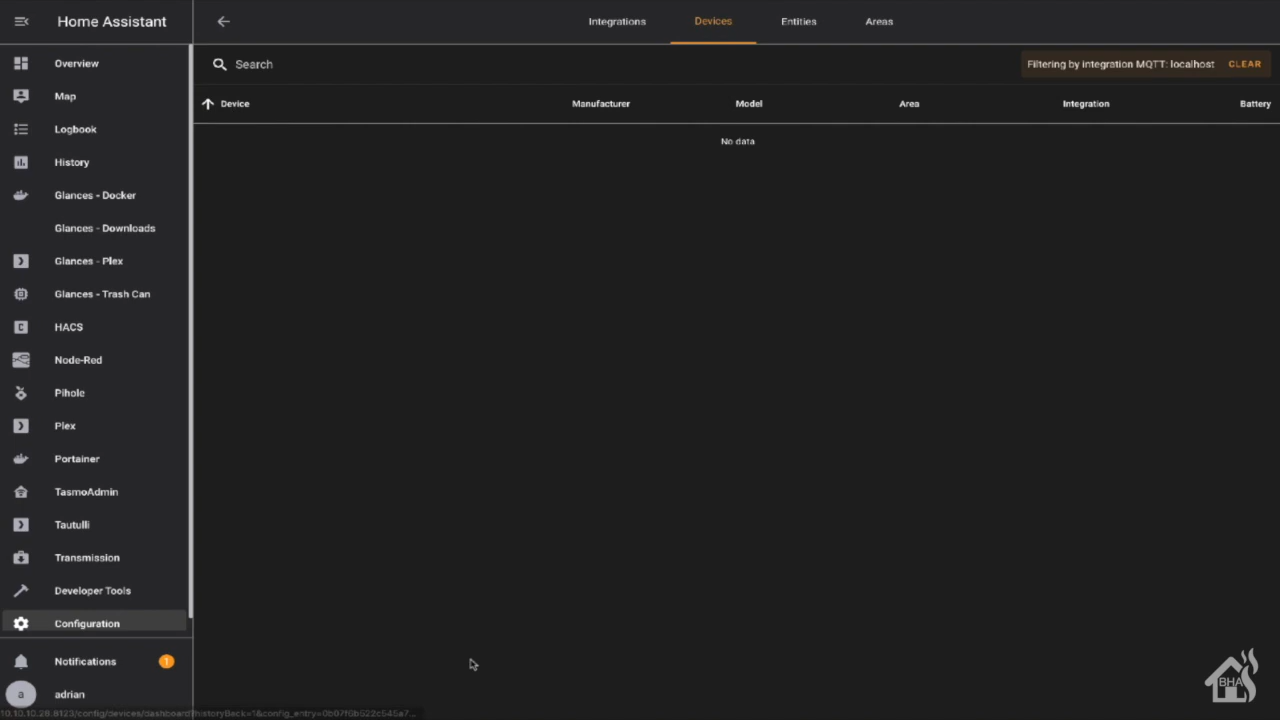 Home Assistant
Integrations
Devices
Entities
Areas
Overview
Map
Logbook
History
Glances - Docker
Glances - Downloads
Glances - Plex
Glances - Trash Can
HACS
Node-Red
Pihole
Plex
Portainer
TasmoAdmin
Tautulli
Transmission
Developer Tools
Configuration
Notifications
1
a
adrian
Search
Filtering by integration MQTT: localhost
CLEAR
Device
Manufacturer
Model
Area
Integration
Battery
No data
BHA